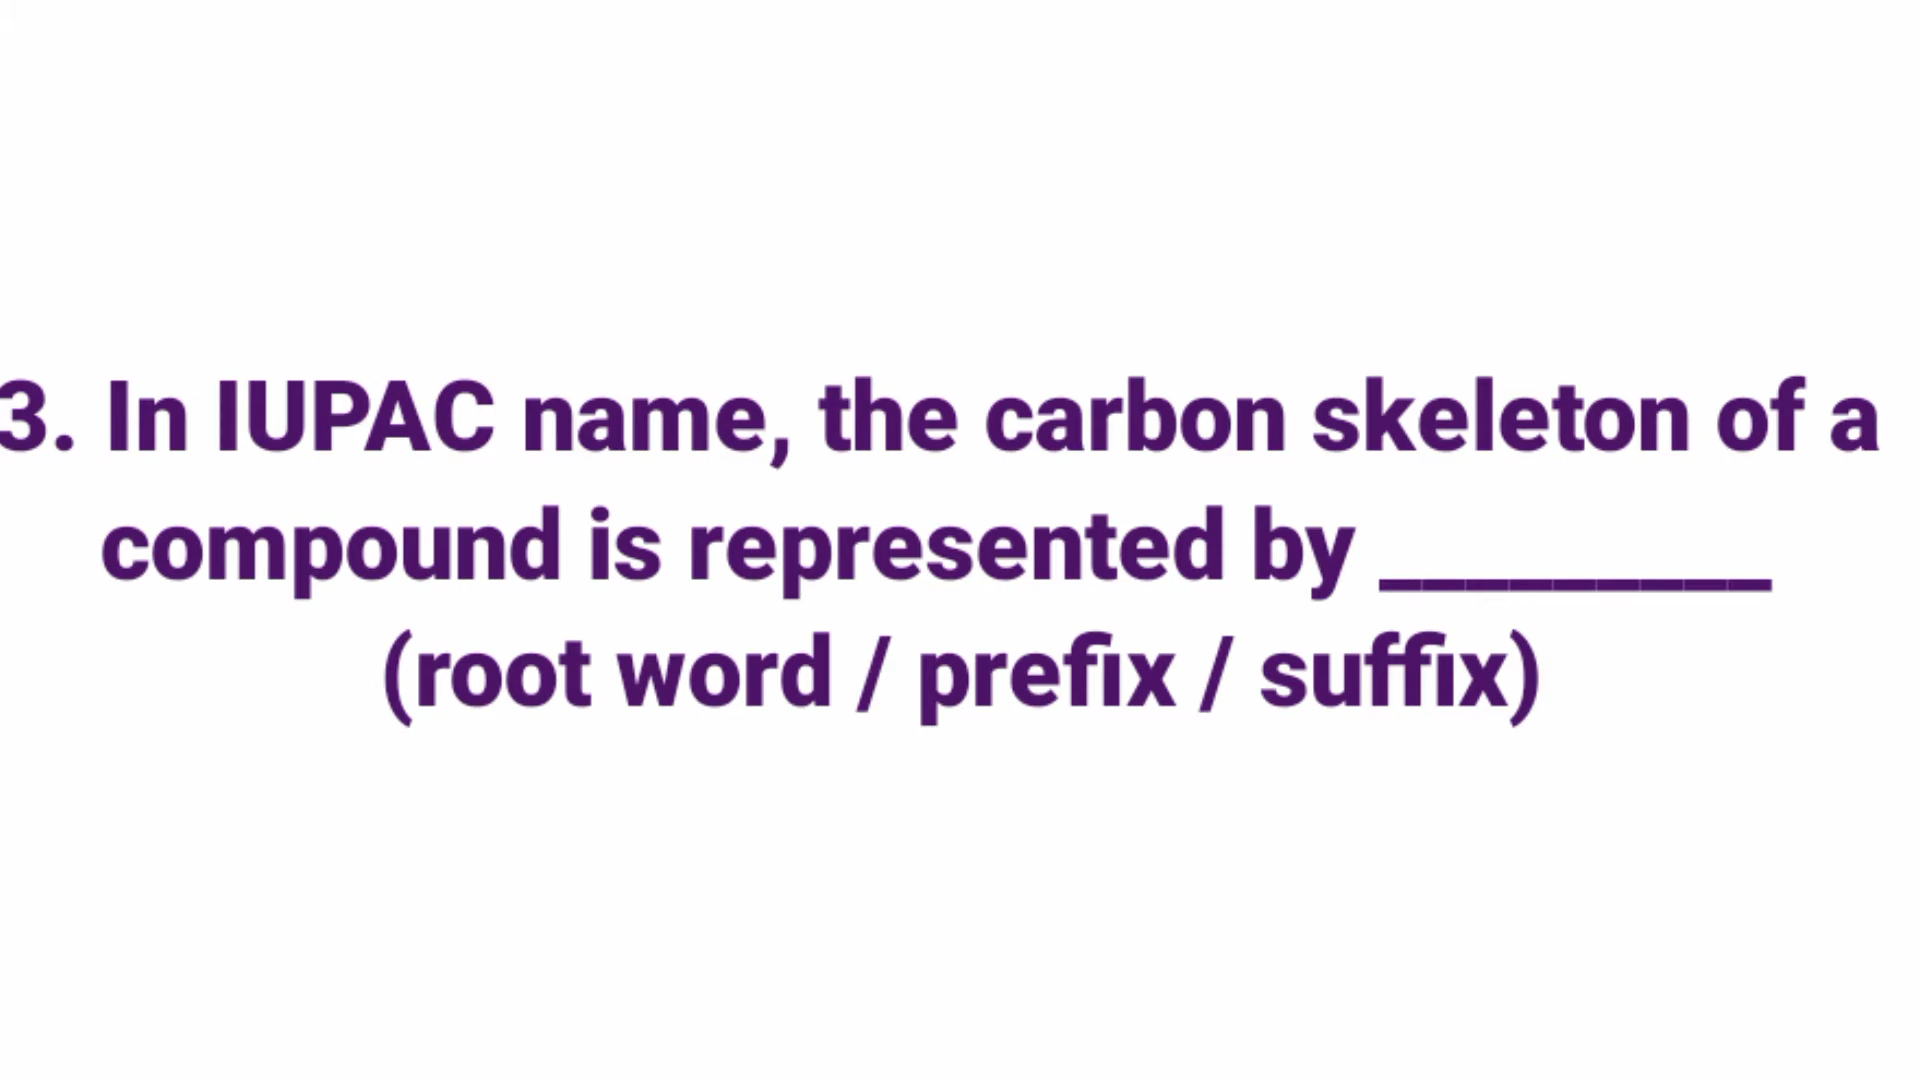 3. In IUPAC name, the carbon skeleton of a
compound is represented by _________
(root word / prefix / suffix)